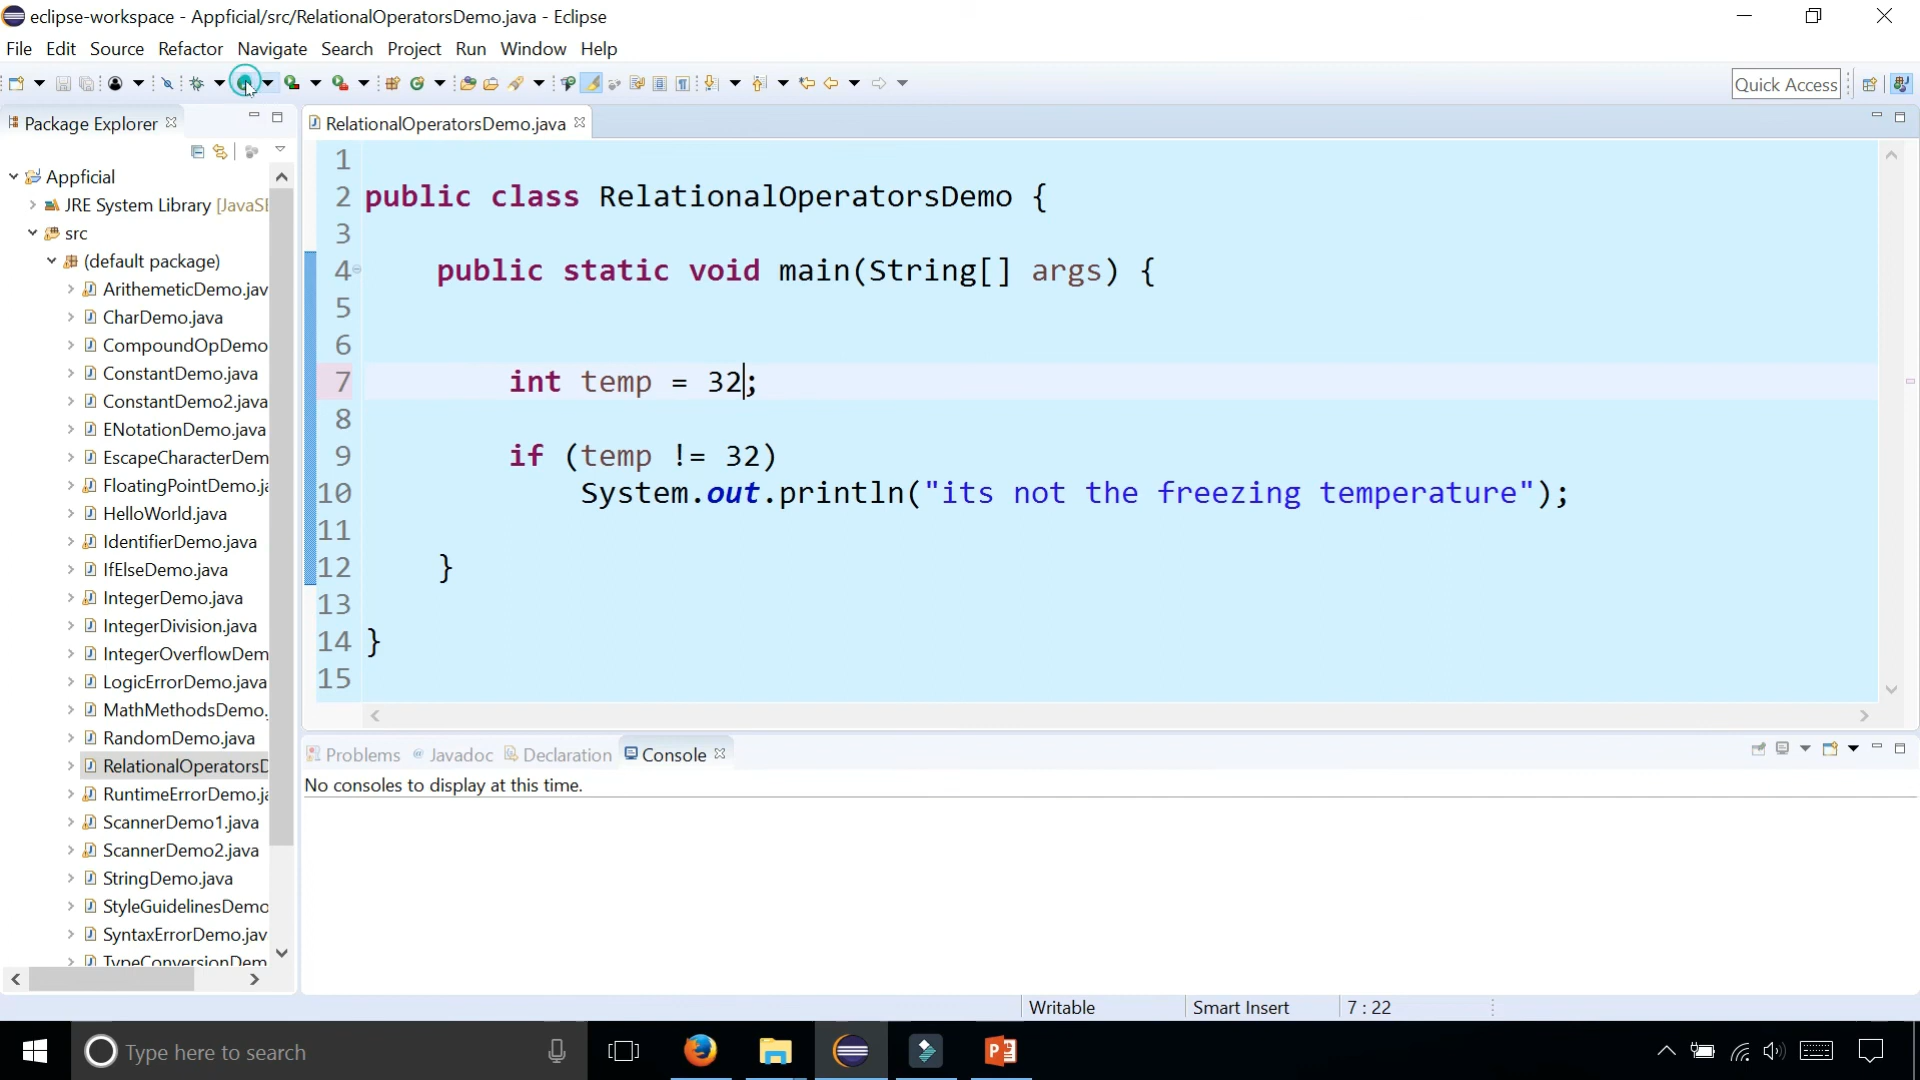 eclipse-workspace - Appficial/src/RelationalOperatorsDemo.java - Eclipse
File Edit Source Refactor Navigate Search Project Run Window Help
Quick Access
Package Explorer
RelationalOperatorsDemo.java
Appficial
JRE System Library [JavaSE
src
(default package)
ArithemeticDemo.jav
CharDemo.java
CompoundOpDemo
ConstantDemo.java
ConstantDemo2.java
ENotationDemo.java
EscapeCharacterDem
FloatingPointDemo.ja
HelloWorld.java
IdentifierDemo.java
IfElseDemo.java
IntegerDemo.java
IntegerDivision.java
IntegerOverflowDem
LogicErrorDemo.java
MathMethodsDemo.
RandomDemo.java
RelationalOperatorsD
RuntimeErrorDemo.ja
ScannerDemo1.java
ScannerDemo2.java
StringDemo.java
StyleGuidelinesDemo
SyntaxErrorDemo.jav
TypeConversionDem
1
2 public class RelationalOperatorsDemo {
3
4 public static void main(String[] args) {
5
6
7 int temp = 32;
8
9 if (temp != 32)
10 System.out.println("its not the freezing temperature");
11
12 }
13
14 }
15
Problems Javadoc Declaration Console
No consoles to display at this time.
Writable Smart Insert 7 : 22
Type here to search